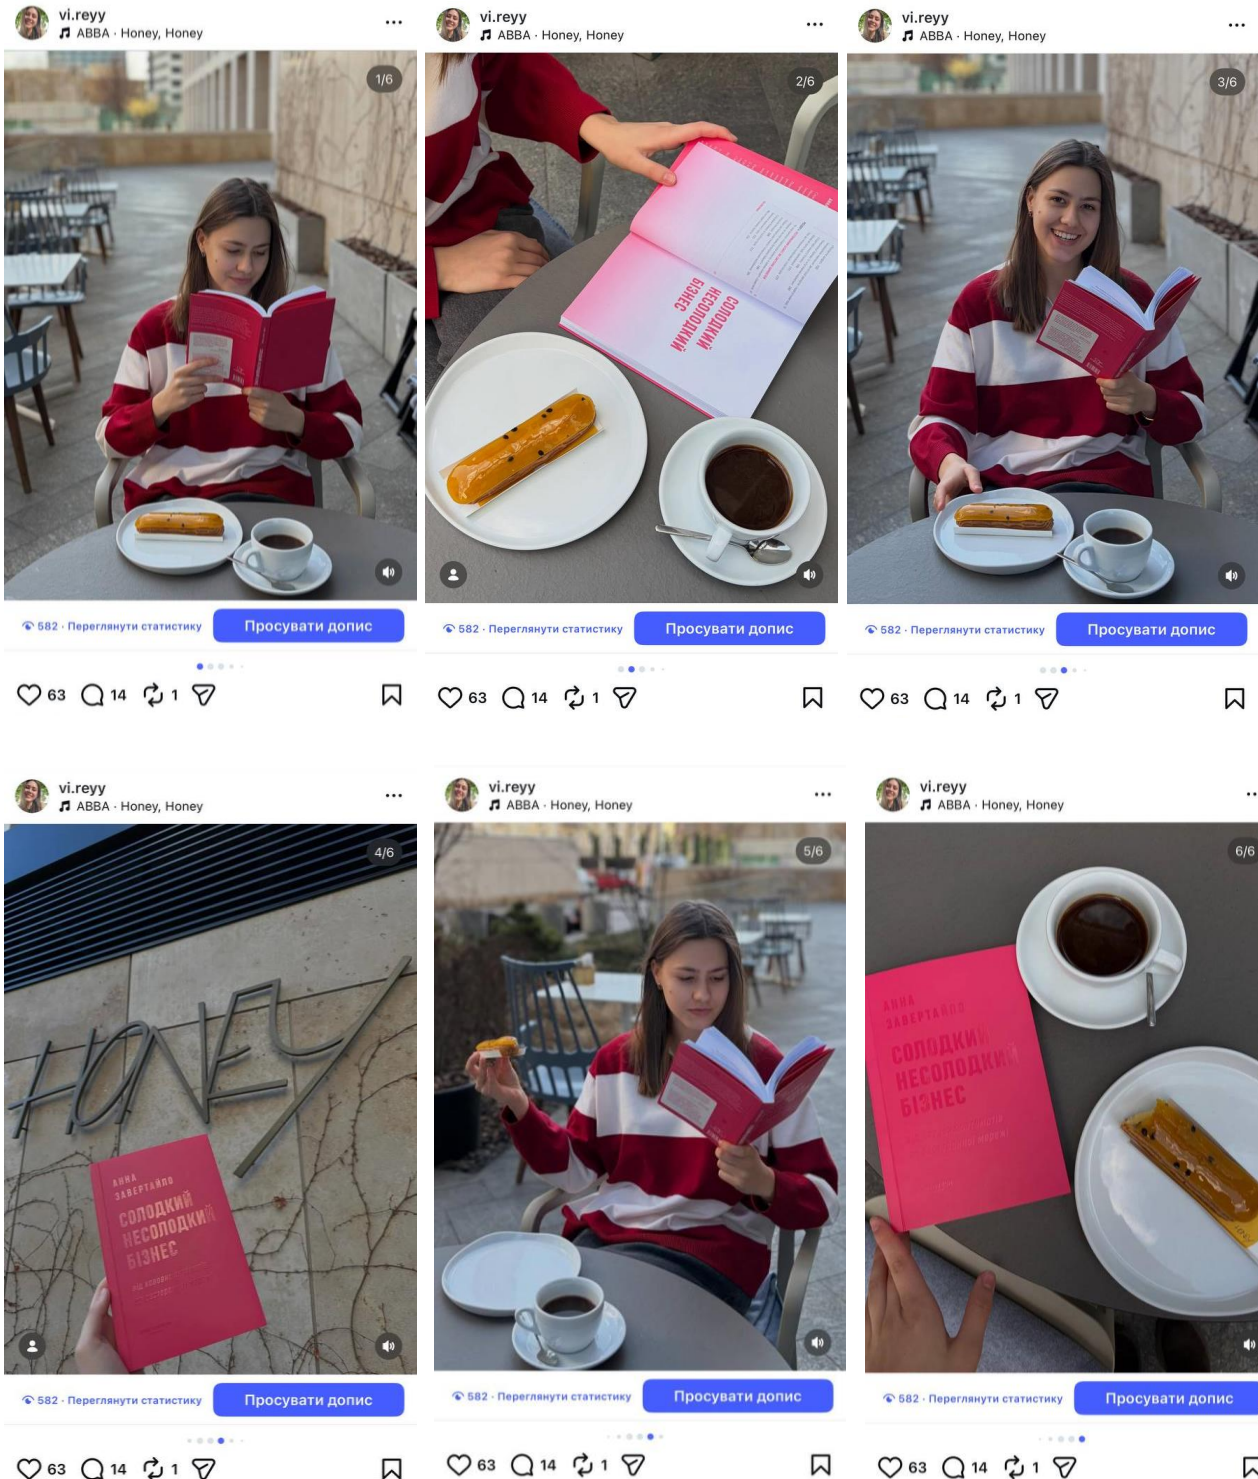 vi.reyy
ABBA · Honey, Honey
1/6
582 · Переглянути статистику
Просувати допис
63
14
1
vi.reyy
ABBA · Honey, Honey
2/6
СОЛОДКИЙ
НЕСОЛОДКИЙ
БІЗНЕС
582 · Переглянути статистику
Просувати допис
63
14
1
vi.reyy
ABBA · Honey, Honey
3/6
582 · Переглянути статистику
Просувати допис
63
14
1
vi.reyy
ABBA · Honey, Honey
4/6
HONEY
АННА
ЗАВЕРТАЙЛО
СОЛОДКИЙ
НЕСОЛОДКИЙ
БІЗНЕС
582 · Переглянути статистику
Просувати допис
63
14
1
vi.reyy
ABBA · Honey, Honey
5/6
582 · Переглянути статистику
Просувати допис
63
14
1
vi.reyy
ABBA · Honey, Honey
6/6
АННА
ЗАВЕРТАЙЛО
СОЛОДКИЙ
НЕСОЛОДКИЙ
БІЗНЕС
582 · Переглянути статистику
Просувати допис
63
14
1